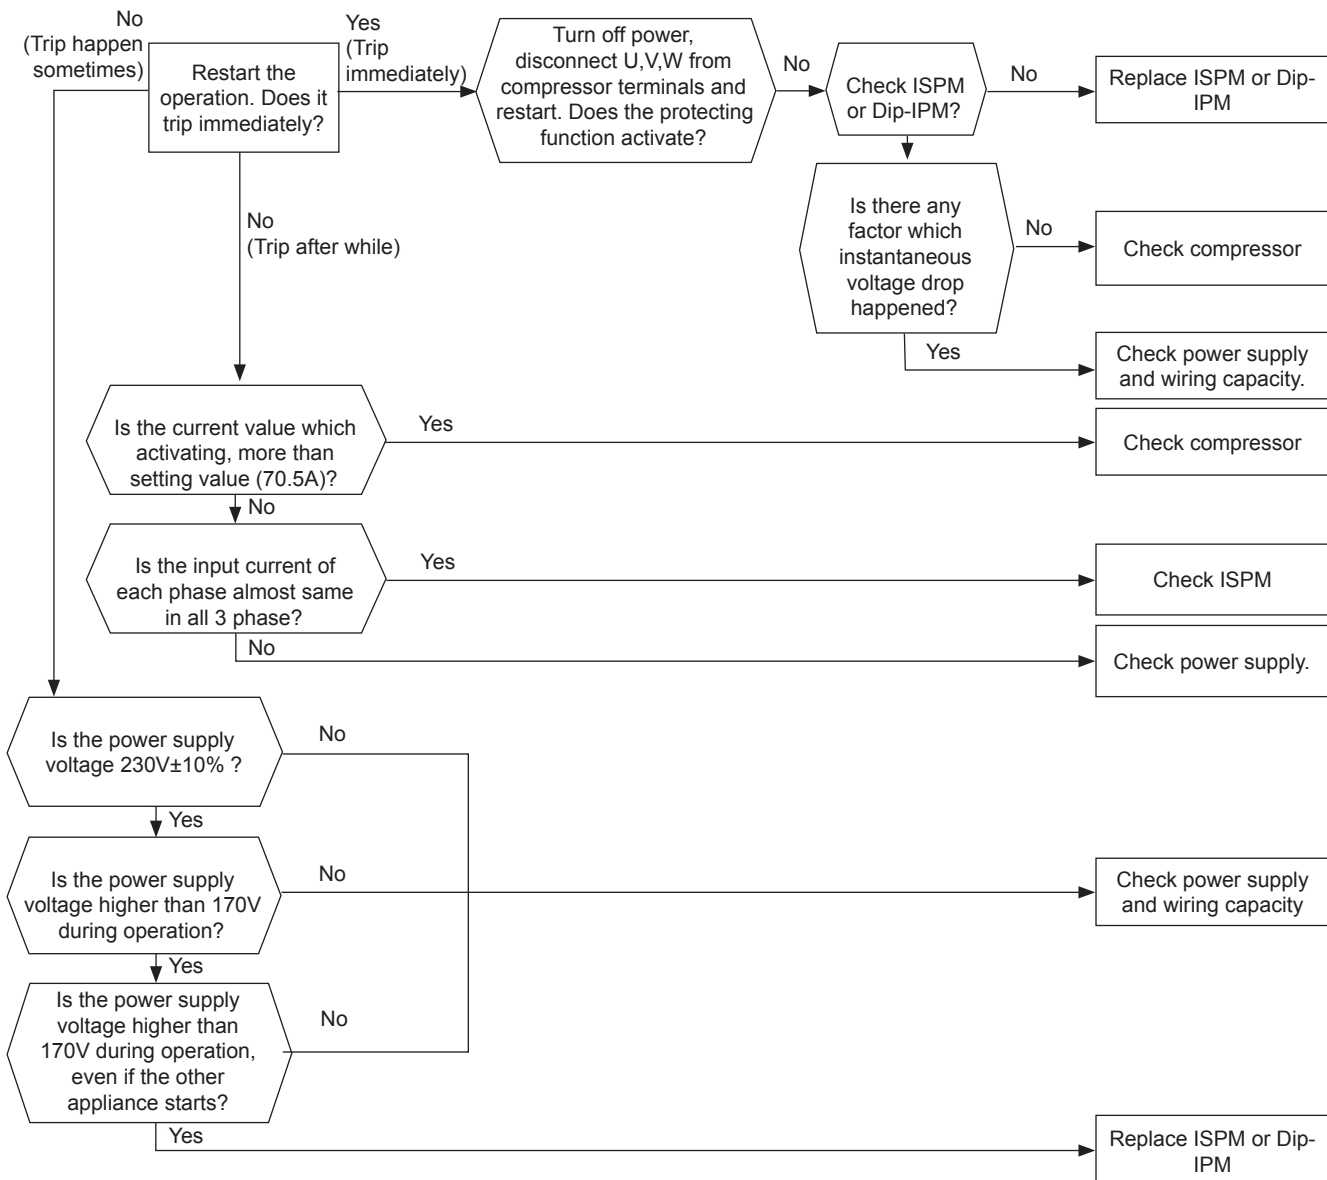 No
(Trip happen
sometimes)
Restart the
operation. Does it
trip immediately?
Yes
(Trip
immediately)
Turn off power,
disconnect U,V,W from
compressor terminals and
restart. Does the protecting
function activate?
No
Check ISPM
or Dip-IPM?
No
Replace ISPM or Dip-
IPM
Is there any
factor which
instantaneous
voltage drop
happened?
No
Check compressor
Yes
Check power supply
and wiring capacity.
No
(Trip after while)
Is the current value which
activating, more than
setting value (70.5A)?
Yes
Check compressor
No
Is the input current of
each phase almost same
in all 3 phase?
Yes
Check ISPM
No
Check power supply.
Is the power supply
voltage 230V±10% ?
No
Yes
Is the power supply
voltage higher than 170V
during operation?
No
Check power supply
and wiring capacity
Yes
Is the power supply
voltage higher than
170V during operation,
even if the other
appliance starts?
No
Yes
Replace ISPM or Dip-
IPM